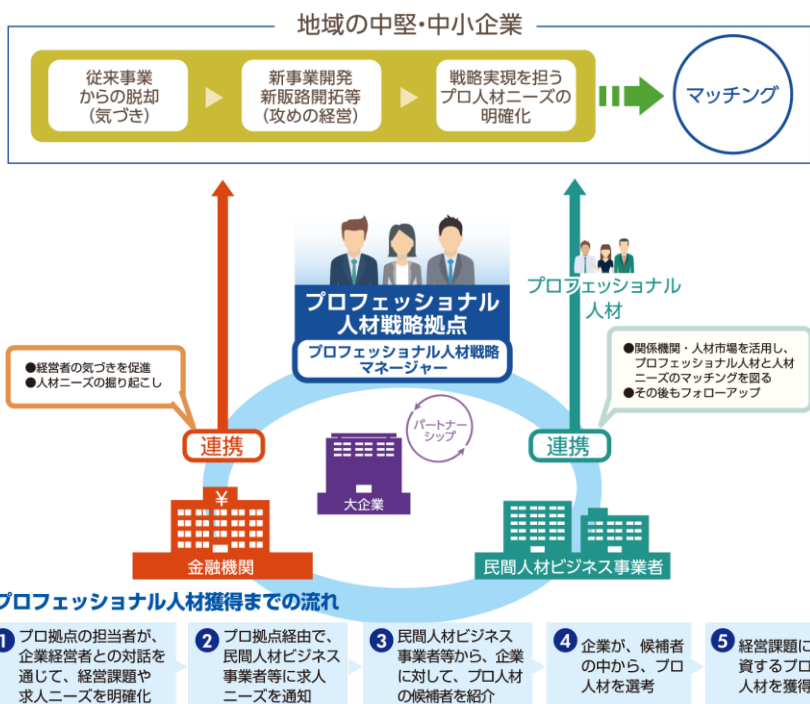 地域の中堅・中小企業
従来事業
からの脱却
(気づき)
新事業開発
新販路開拓等
(攻めの経営)
戦略実現を担う
プロ人材ニーズの
明確化
マッチング
プロフェッショナル
人材戦略拠点
プロフェッショナル人材戦略
マネージャー
プロフェッショナル
人材
●経営者の気づきを促進
●人材ニーズの掘り起こし
●関係機関・人材市場を活用し、
プロフェッショナル人材と人材
ニーズのマッチングを図る
●その後もフォローアップ
連携
パートナー
シップ
連携
大企業
¥
金融機関
民間人材ビジネス事業者
プロフェッショナル人材獲得までの流れ
1 プロ拠点の担当者が、
企業経営者との対話を
通じて、経営課題や
求人ニーズを明確化
2 プロ拠点経由で、
民間人材ビジネス
事業者等に求人
ニーズを通知
3 民間人材ビジネス
事業者等から、企業
に対して、プロ人材
の候補者を紹介
4 企業が、候補者
の中から、プロ
人材を選考
5 経営課題に
資するプロ
人材を獲得